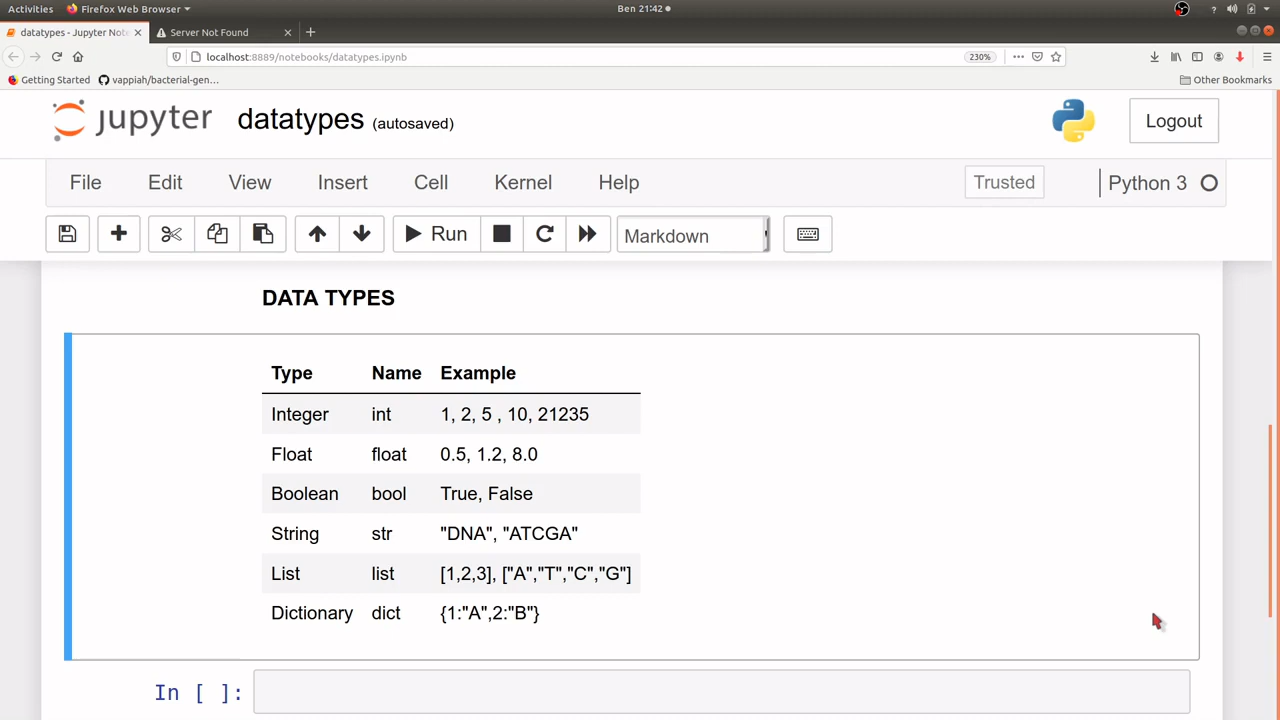 Activities Firefox Web Browser Ben 21:42 ?
datatypes - Jupyter Note Server Not Found
localhost:8889/notebooks/datatypes.ipynb 230%
Getting Started vappiah/bacterial-gen... Other Bookmarks
jupyter datatypes (autosaved) Logout
File Edit View Insert Cell Kernel Help Trusted Python 3
Run Markdown
DATA TYPES
Type Name Example
Integer int 1, 2, 5 , 10, 21235
Float float 0.5, 1.2, 8.0
Boolean bool True, False
String str "DNA", "ATCGA"
List list [1,2,3], ["A","T","C","G"]
Dictionary dict {1:"A",2:"B"}
In [ ]: